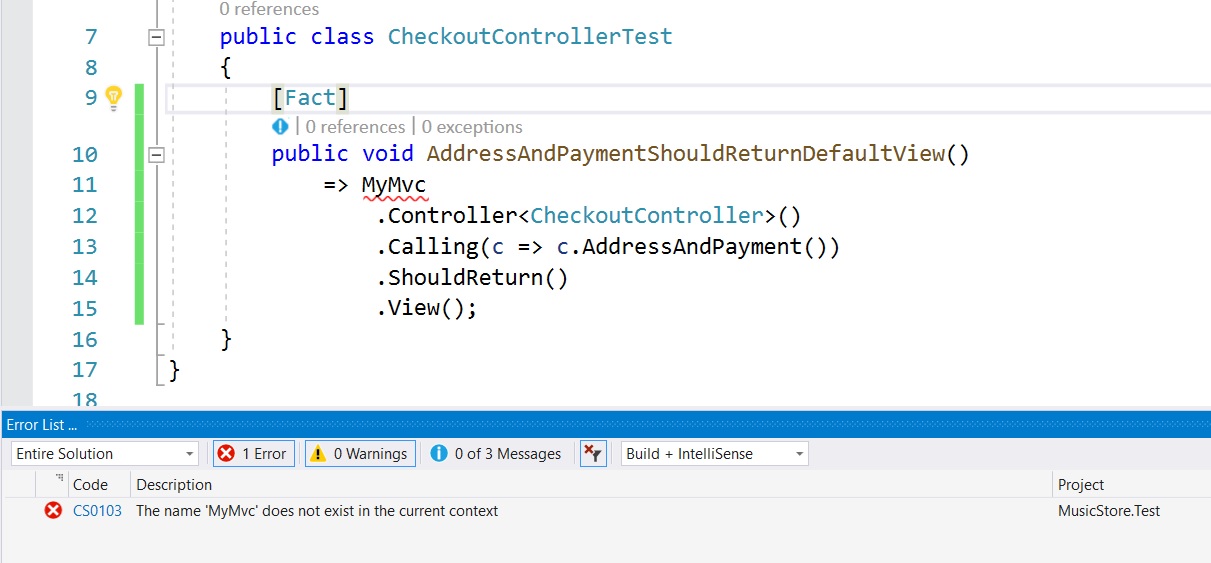 0 references
7 public class CheckoutControllerTest
8 {
9 [Fact]
0 references | 0 exceptions
10 public void AddressAndPaymentShouldReturnDefaultView()
11 => MyMvc
12 .Controller<CheckoutController>()
13 .Calling(c => c.AddressAndPayment())
14 .ShouldReturn()
15 .View();
16 }
17 }
18
Error List ...
Entire Solution 1 Error 0 Warnings 0 of 3 Messages Build + IntelliSense
Code Description Project
CS0103 The name 'MyMvc' does not exist in the current context MusicStore.Test